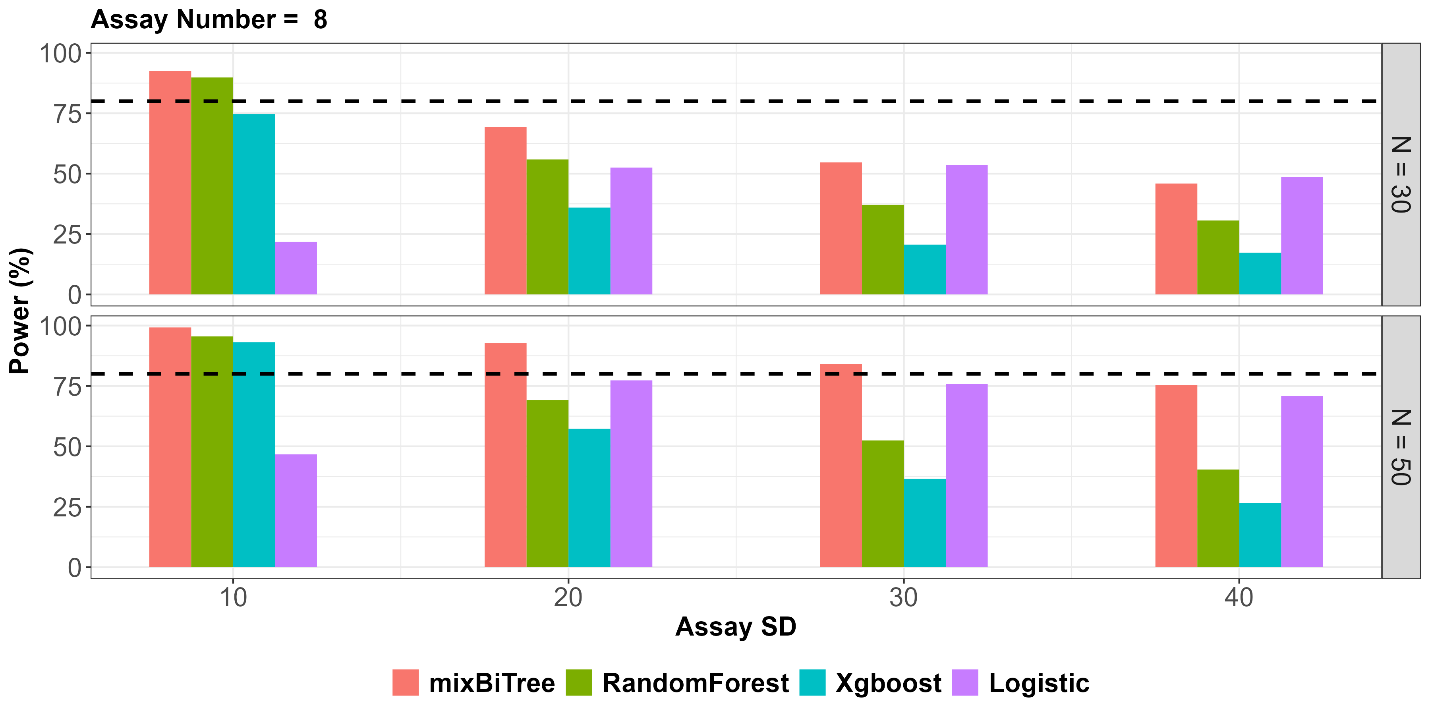 Assay Number =  8
Power (%)
100
75
50
25
0
N = 30
100
75
50
25
0
N = 50
10 20 30 40
Assay SD
mixBiTree RandomForest Xgboost Logistic